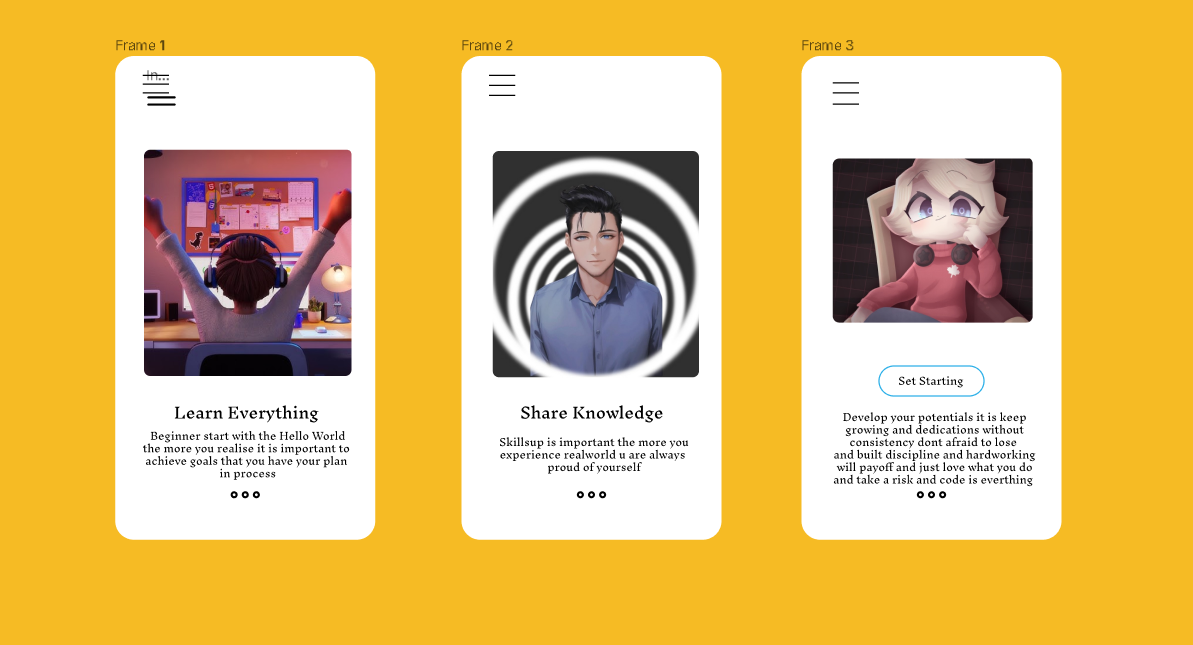 Frame 1
In...
Learn Everything
Beginner start with the Hello World
the more you realise it is important to
achieve goals that you have your plan
in process
Frame 2
Share Knowledge
Skillsup is important the more you
experience realworld u are always
proud of yourself
Frame 3
Set Starting
Develop your potentials it is keep
growing and dedications without
consistency dont afraid to lose
and built discipline and hardworking
will payoff and just love what you do
and take a risk and code is everthing